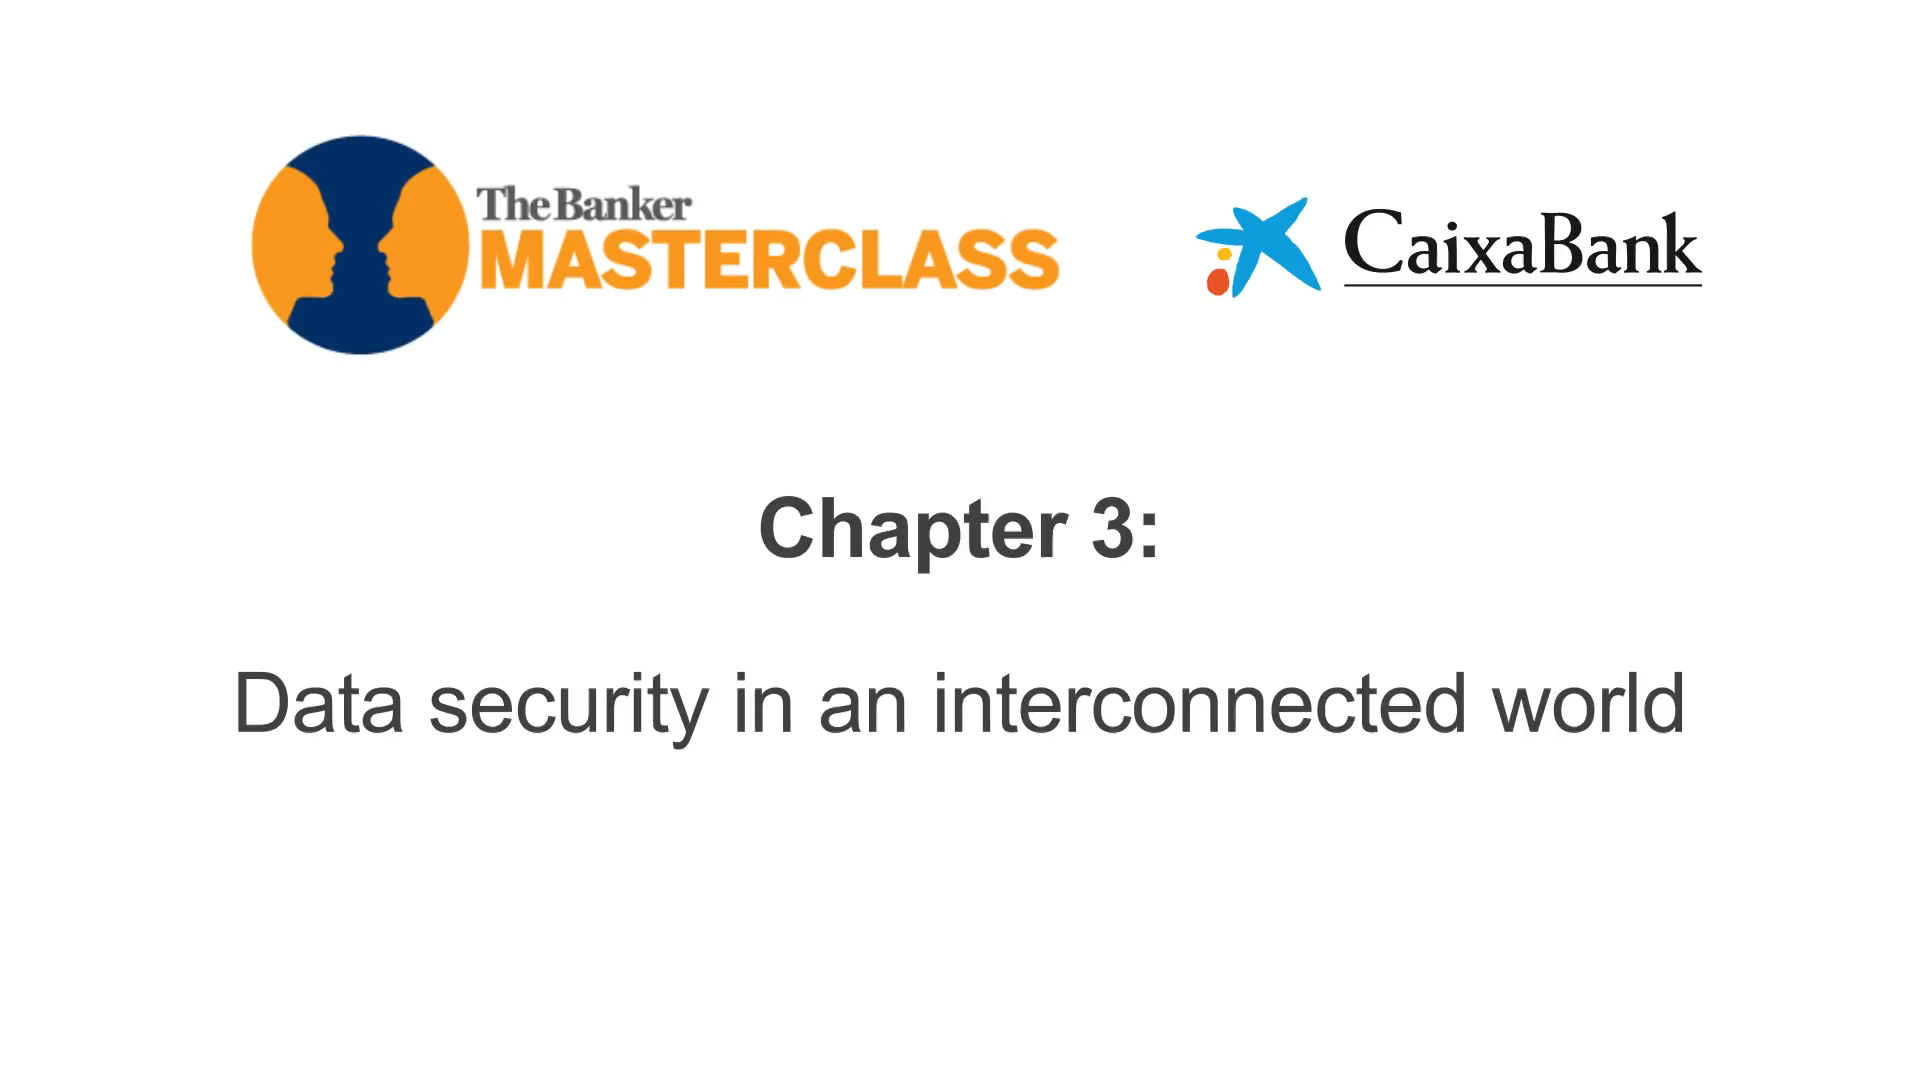 The Banker
MASTERCLASS
CaixaBank
Chapter 3:
Data security in an interconnected world